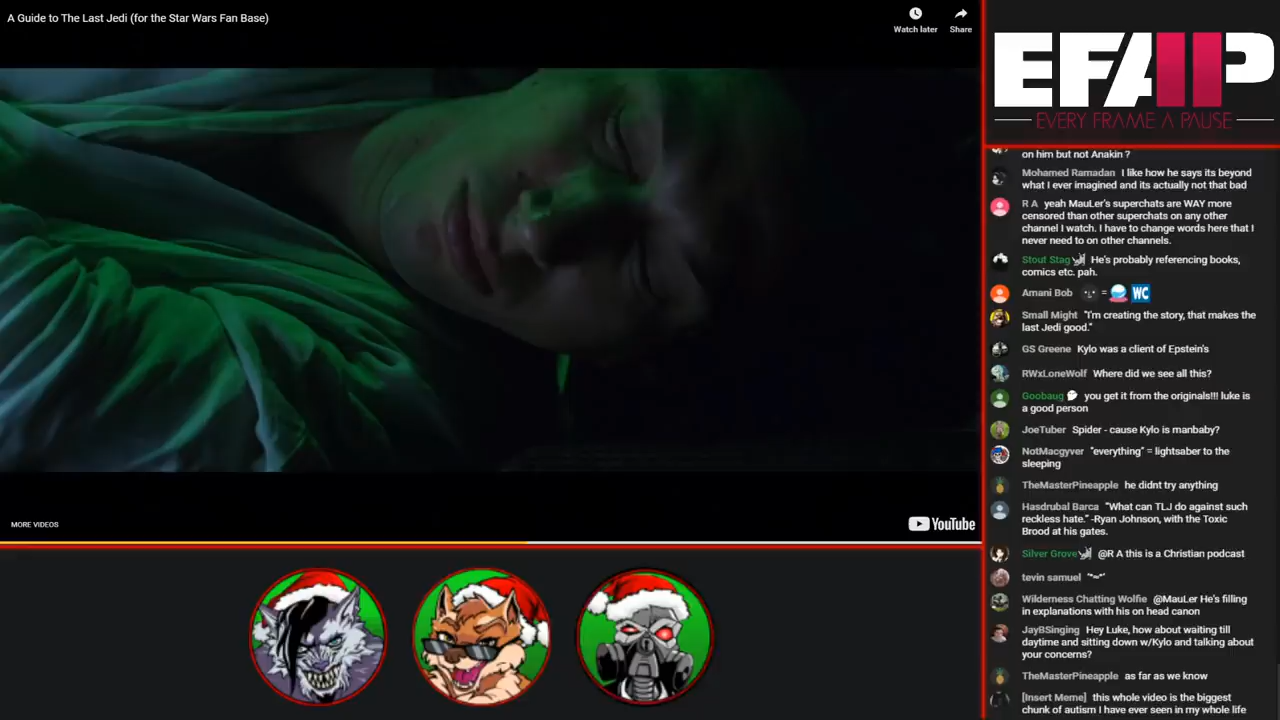 A Guide to The Last Jedi (for the Star Wars Fan Base)
Watch later
Share
MORE VIDEOS
YouTube
EFAP
EVERY FRAME A PAUSE
on him but not Anakin ?
Mohamed Ramadan I like how he says its beyond
what I ever imagined and its actually not that bad
R A yeah MauLer's superchats are WAY more
censored than other superchats on any other
channel I watch. I have to change words here that I
never need to on other channels.
Stout Stag He's probably referencing books,
comics etc. pah.
Amani Bob = WC
Small Might "I'm creating the story, that makes the
last Jedi good."
GS Greene Kylo was a client of Epstein's
RWxLoneWolf Where did we see all this?
Goobaug you get it from the originals!!! luke is
a good person
JoeTuber Spider - cause Kylo is manbaby?
NotMacgyver "everything" = lightsaber to the
sleeping
TheMasterPineapple he didnt try anything
Hasdrubal Barca "What can TLJ do against such
reckless hate." -Ryan Johnson, with the Toxic
Brood at his gates.
Silver Grove @R A this is a Christian podcast
tevin samuel
Wilderness Chatting Wolfie @MauLer He's filling
in explanations with his on head canon
JayBSinging Hey Luke, how about waiting till
daytime and sitting down w/Kylo and talking about
your concerns?
TheMasterPineapple as far as we know
[Insert Meme] this whole video is the biggest
chunk of autism I have ever seen in my whole life